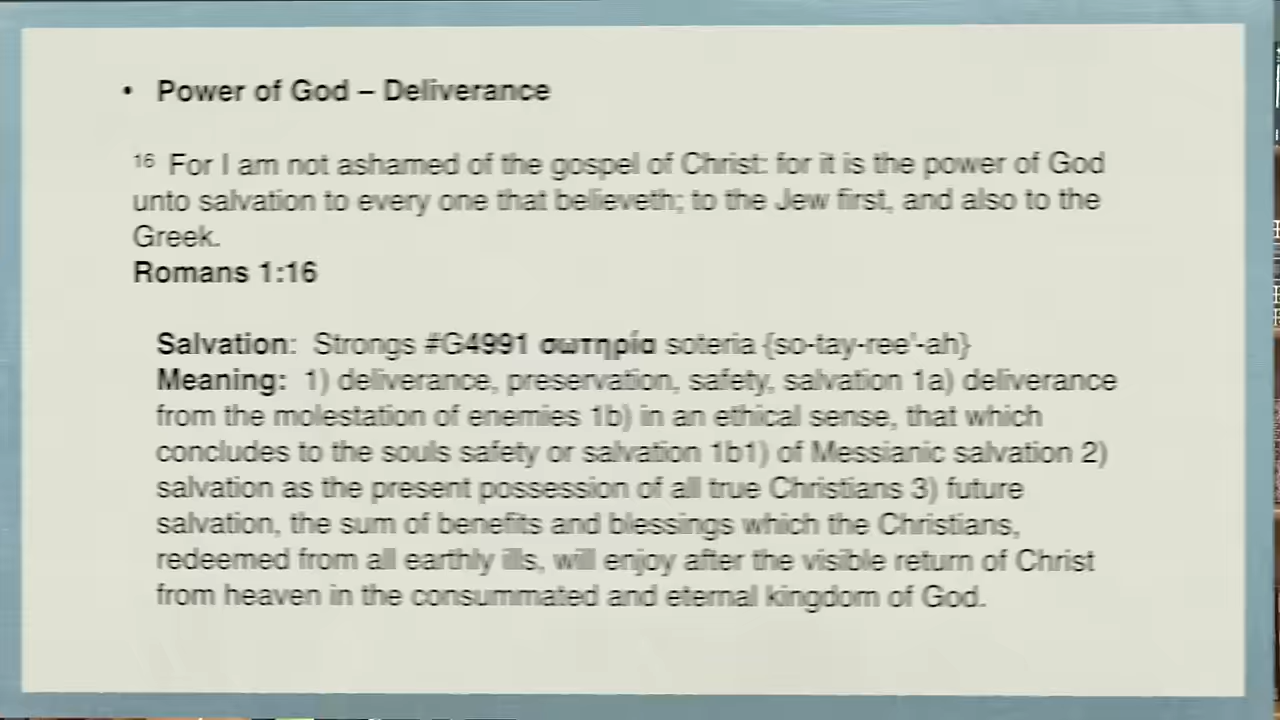 • Power of God – Deliverance
16 For I am not ashamed of the gospel of Christ: for it is the power of God
unto salvation to every one that believeth; to the Jew first, and also to the
Greek.
Romans 1:16
Salvation: Strongs #G4991 σωτηρία soteria {so-tay-ree'-ah}
Meaning: 1) deliverance, preservation, safety, salvation 1a) deliverance
from the molestation of enemies 1b) in an ethical sense, that which
concludes to the souls safety or salvation 1b1) of Messianic salvation 2)
salvation as the present possession of all true Christians 3) future
salvation, the sum of benefits and blessings which the Christians,
redeemed from all earthly ills, will enjoy after the visible return of Christ
from heaven in the consummated and eternal kingdom of God.